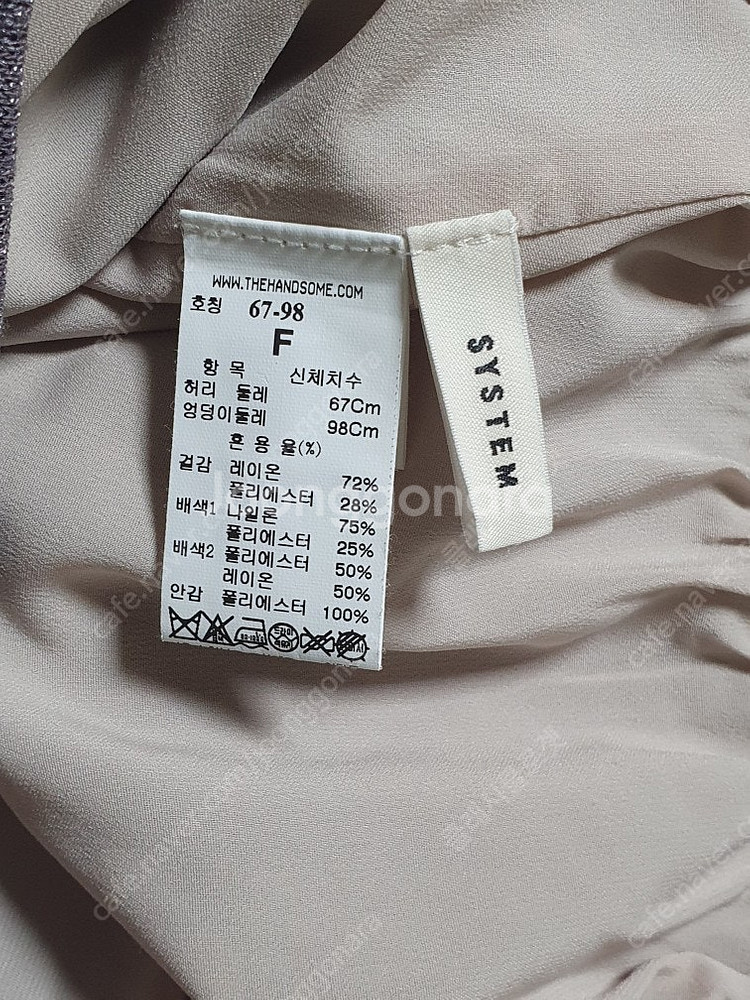 WWW.THEHANDSOME.COM
호칭 67-98
F
항 목 신체치수
허리 둘레 67Cm
엉덩이둘레 98Cm
혼 용 율(%)
겉감 레이온 72%
폴리에스터 28%
배색1 나일론 75%
폴리에스터 25%
배색2 폴리에스터 50%
레이온 50%
안감 폴리에스터 100%
SYSTEM
Joonggonara